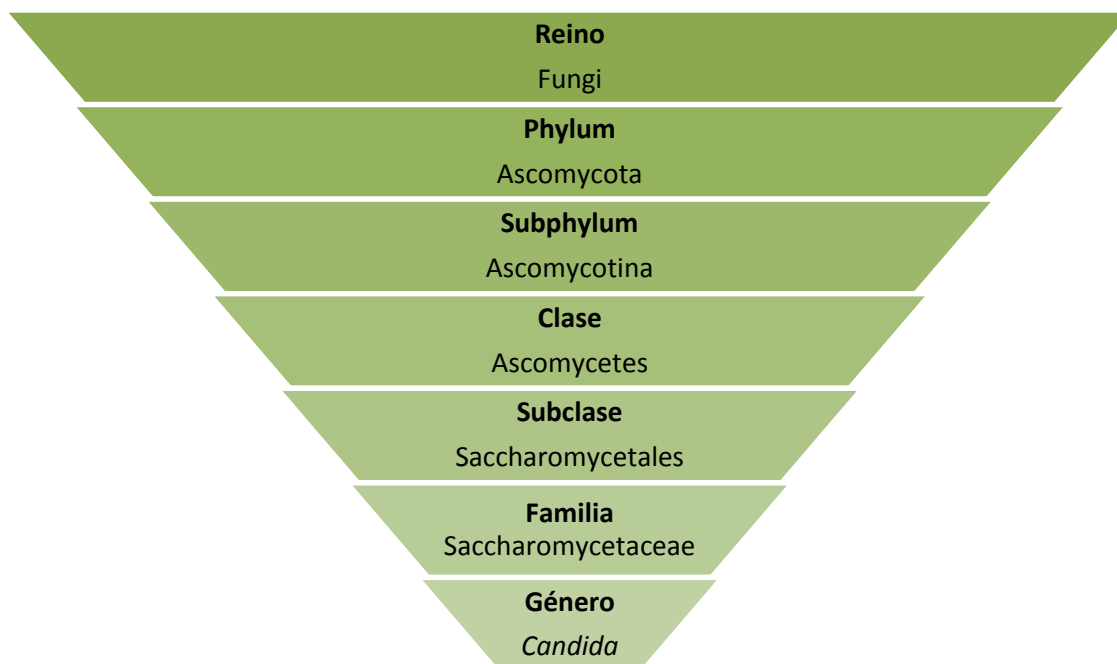 Reino
Fungi
Phylum
Ascomycota
Subphylum
Ascomycotina
Clase
Ascomycetes
Subclase
Saccharomycetales
Familia
Saccharomycetaceae
Género
Candida